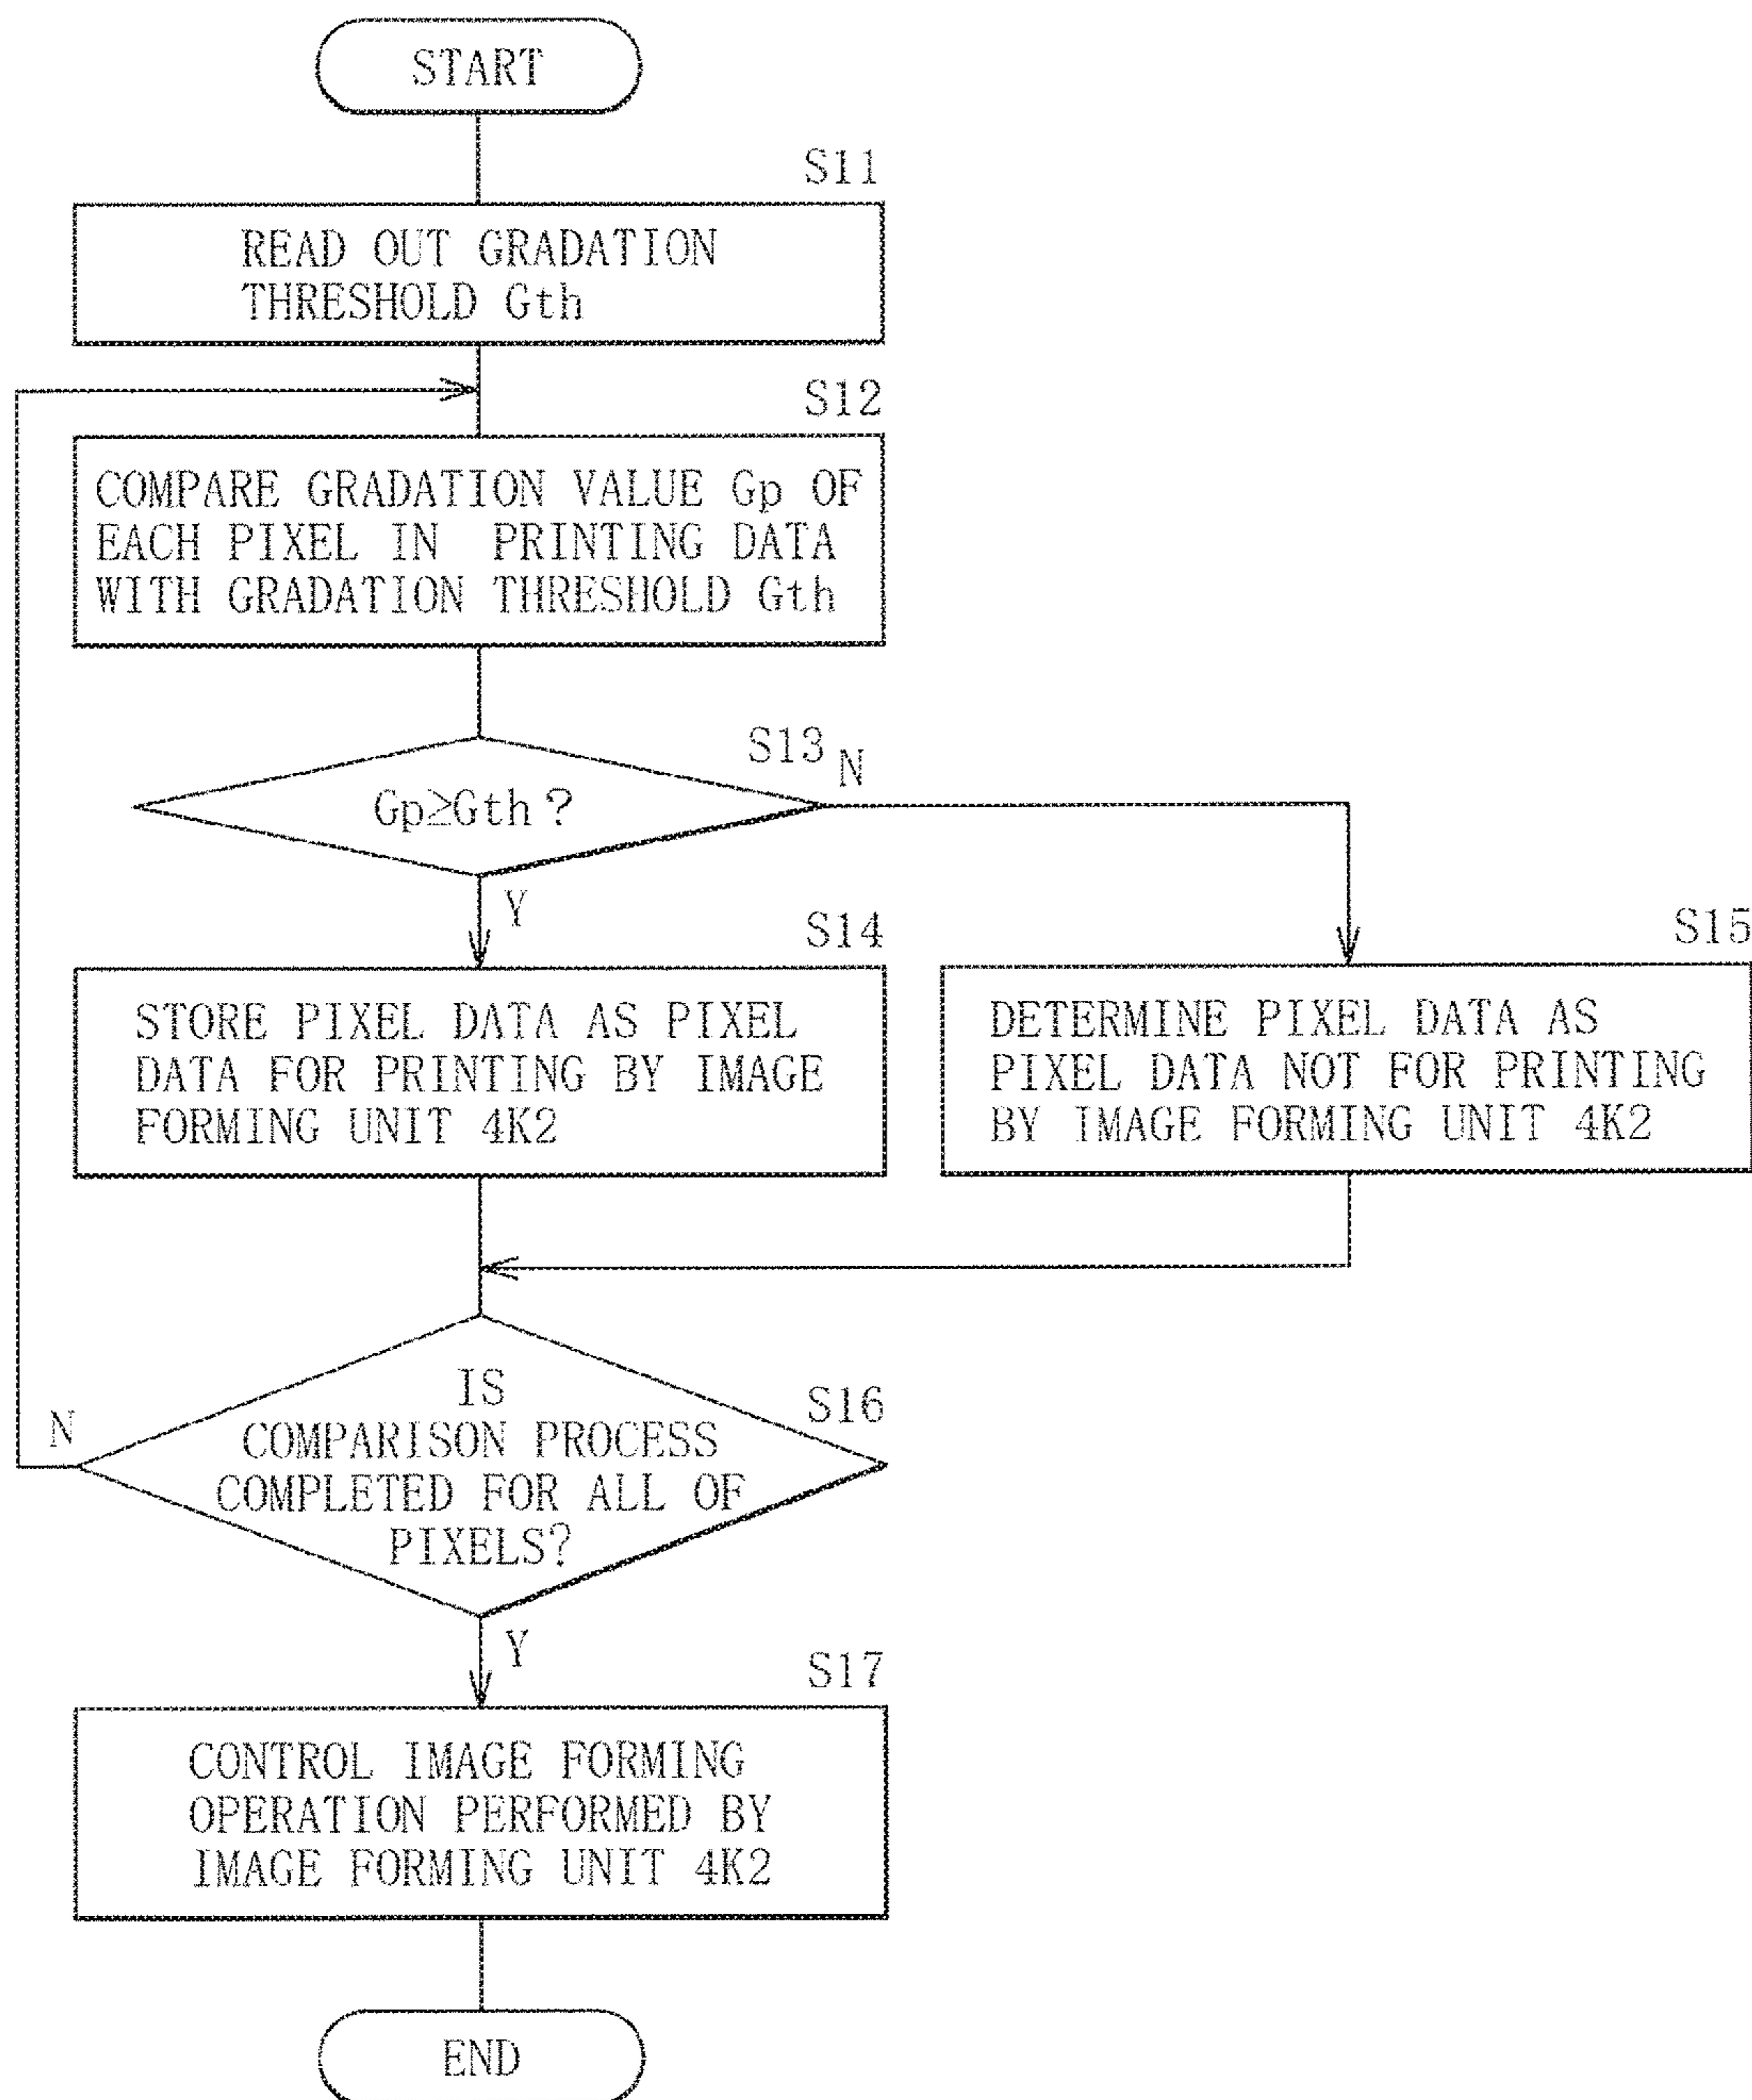 START
S11
READ OUT GRADATION
THRESHOLD Gth
S12
COMPARE GRADATION VALUE Gp OF
EACH PIXEL IN PRINTING DATA
WITH GRADATION THRESHOLD Gth
S13
N
Gp≥Gth?
Y
S14
STORE PIXEL DATA AS PIXEL
DATA FOR PRINTING BY IMAGE
FORMING UNIT 4K2
S15
DETERMINE PIXEL DATA AS
PIXEL DATA NOT FOR PRINTING
BY IMAGE FORMING UNIT 4K2
S16
N
IS
COMPARISON PROCESS
COMPLETED FOR ALL OF
PIXELS?
Y
S17
CONTROL IMAGE FORMING
OPERATION PERFORMED BY
IMAGE FORMING UNIT 4K2
END